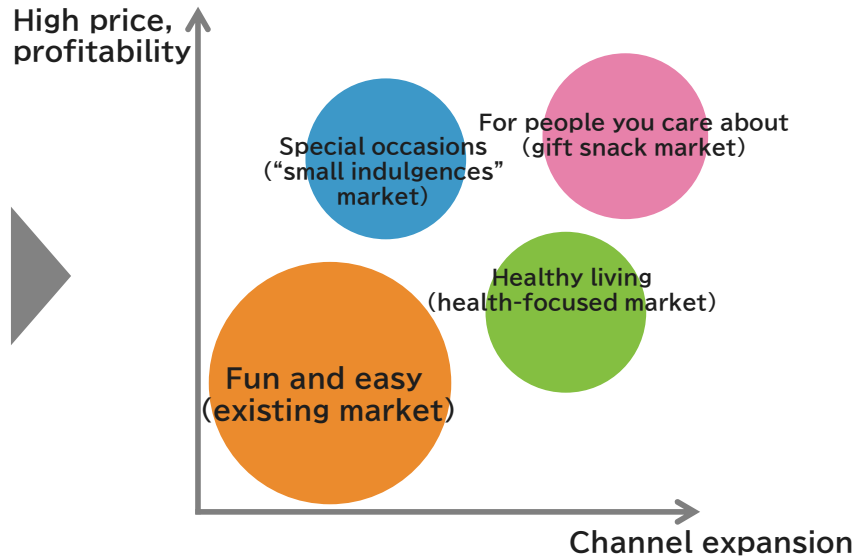 High price,
profitability
For people you care about
（gift snack market）
Special occasions
（“small indulgences”
market）
Healthy living
（health-focused market）
Fun and easy
（existing market）
Channel expansion